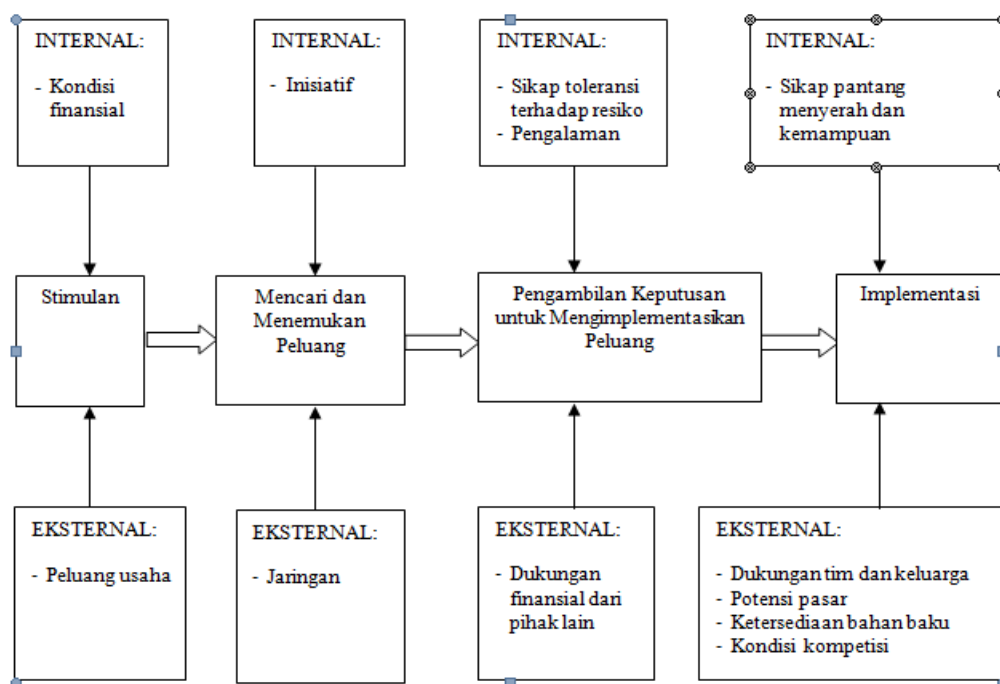 INTERNAL:
- Kondisi
finansial
INTERNAL:
- Inisiatif
INTERNAL:
- Sikap toleransi
terhadap resiko
- Pengalaman
INTERNAL:
- Sikap pantang
menyerah dan
kemampuan
Stimulan
Mencari dan
Menemukan
Peluang
Pengambilan Keputusan
untuk Mengimplementasikan
Peluang
Implementasi
EKSTERNAL:
- Peluang usaha
EKSTERNAL:
- Jaringan
EKSTERNAL:
- Dukungan
finansial dari
pihak lain
EKSTERNAL:
- Dukungan tim dan keluarga
- Potensi pasar
- Ketersediaan bahan baku
- Kondisi kompetisi